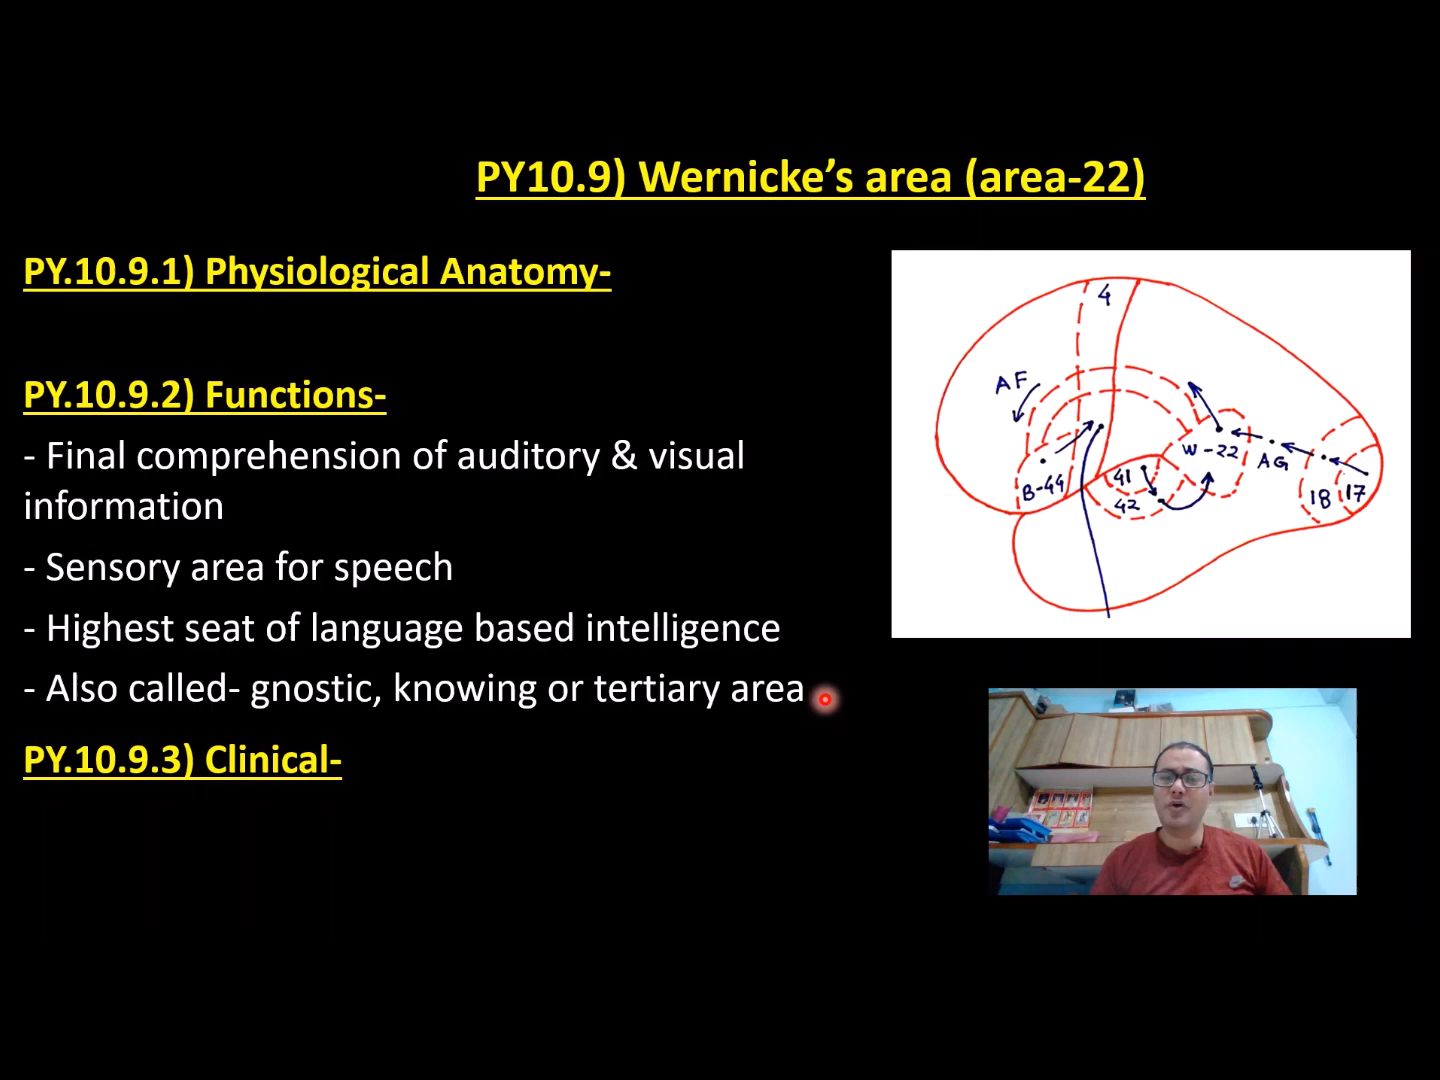 PY10.9) Wernicke’s area (area-22)
PY.10.9.1) Physiological Anatomy-
PY.10.9.2) Functions-
- Final comprehension of auditory & visual
information
- Sensory area for speech
- Highest seat of language based intelligence
- Also called- gnostic, knowing or tertiary area
PY.10.9.3) Clinical-
4
AF
W-22
AG
B-44
41
42
18
17